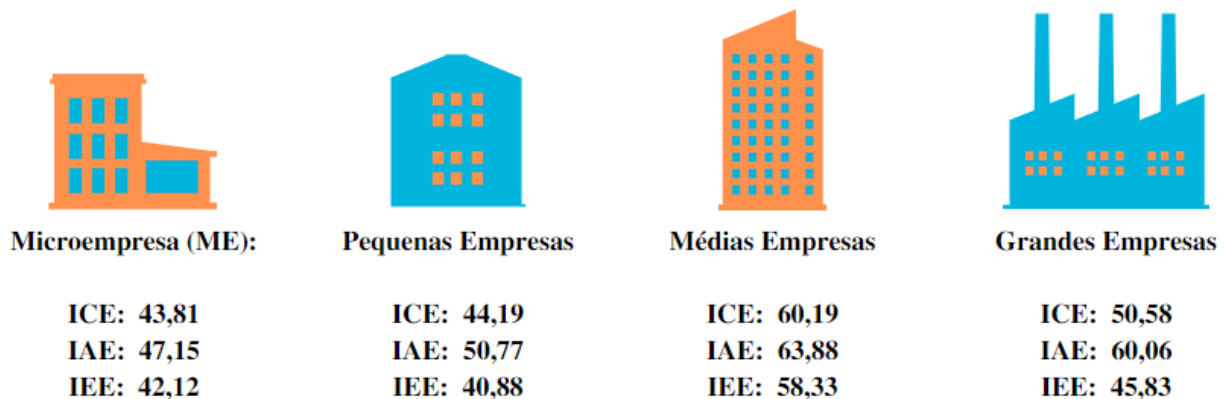 Microempresa (ME):
ICE: 43,81
IAE: 47,15
IEE: 42,12
Pequenas Empresas
ICE: 44,19
IAE: 50,77
IEE: 40,88
Médias Empresas
ICE: 60,19
IAE: 63,88
IEE: 58,33
Grandes Empresas
ICE: 50,58
IAE: 60,06
IEE: 45,83